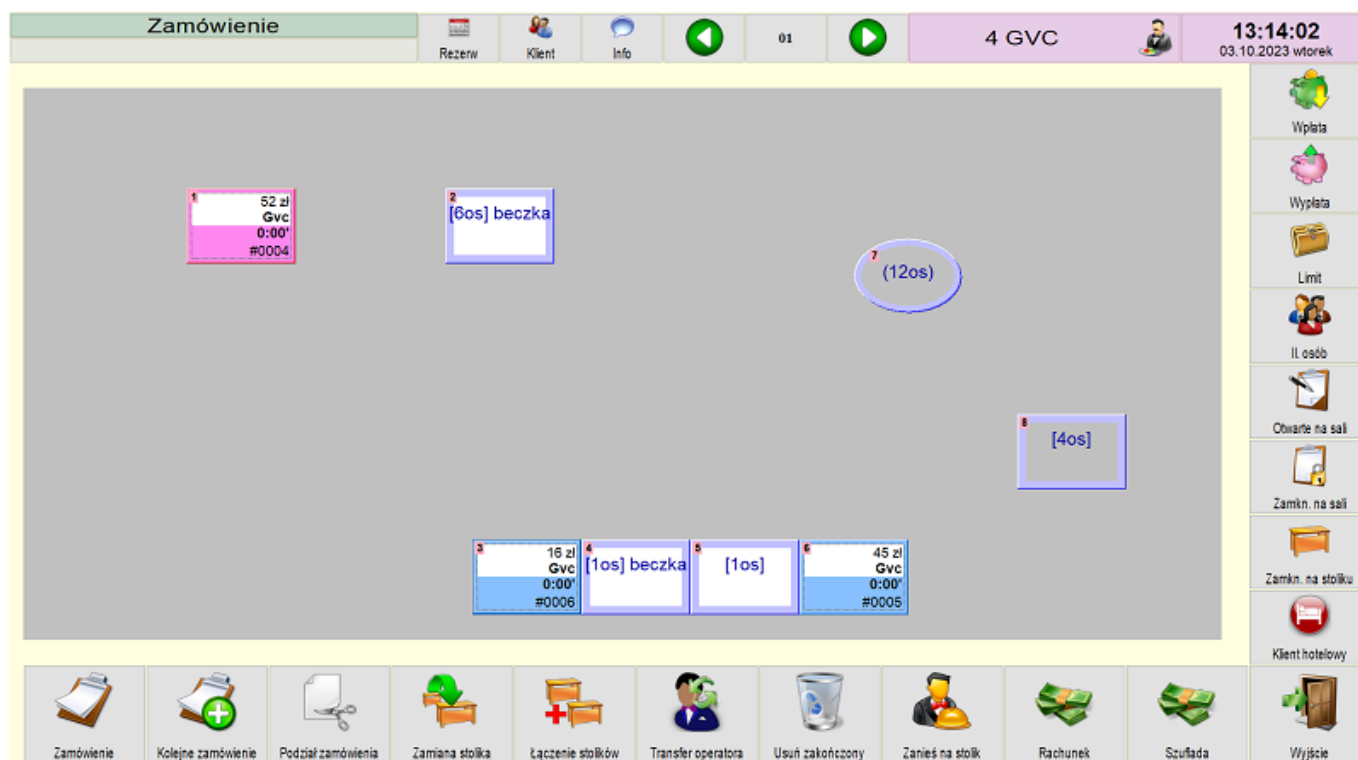 Zamówienie
Rezerw
Klient
Info
01
4 GVC
13:14:02
03.10.2023 wtorek
Wpłata
Wypłata
Limit
Il. osób
Otwarte na sali
Zamkn. na sali
Zamkn. na stoliku
Klient hotelowy
1
52 zł
Gvc
0:00'
#0004
2
[6os] beczka
7
(12os)
8
[4os]
3
16 zł
Gvc
0:00'
#0006
4
[1os] beczka
5
[1os]
6
45 zł
Gvc
0:00'
#0005
Zamówienie
Kolejne zamówienie
Podział zamówienia
Zamiana stolika
Łączenie stolików
Transfer operatora
Usuń zakończony
Zanieś na stolik
Rachunek
Szuflada
Wyjście